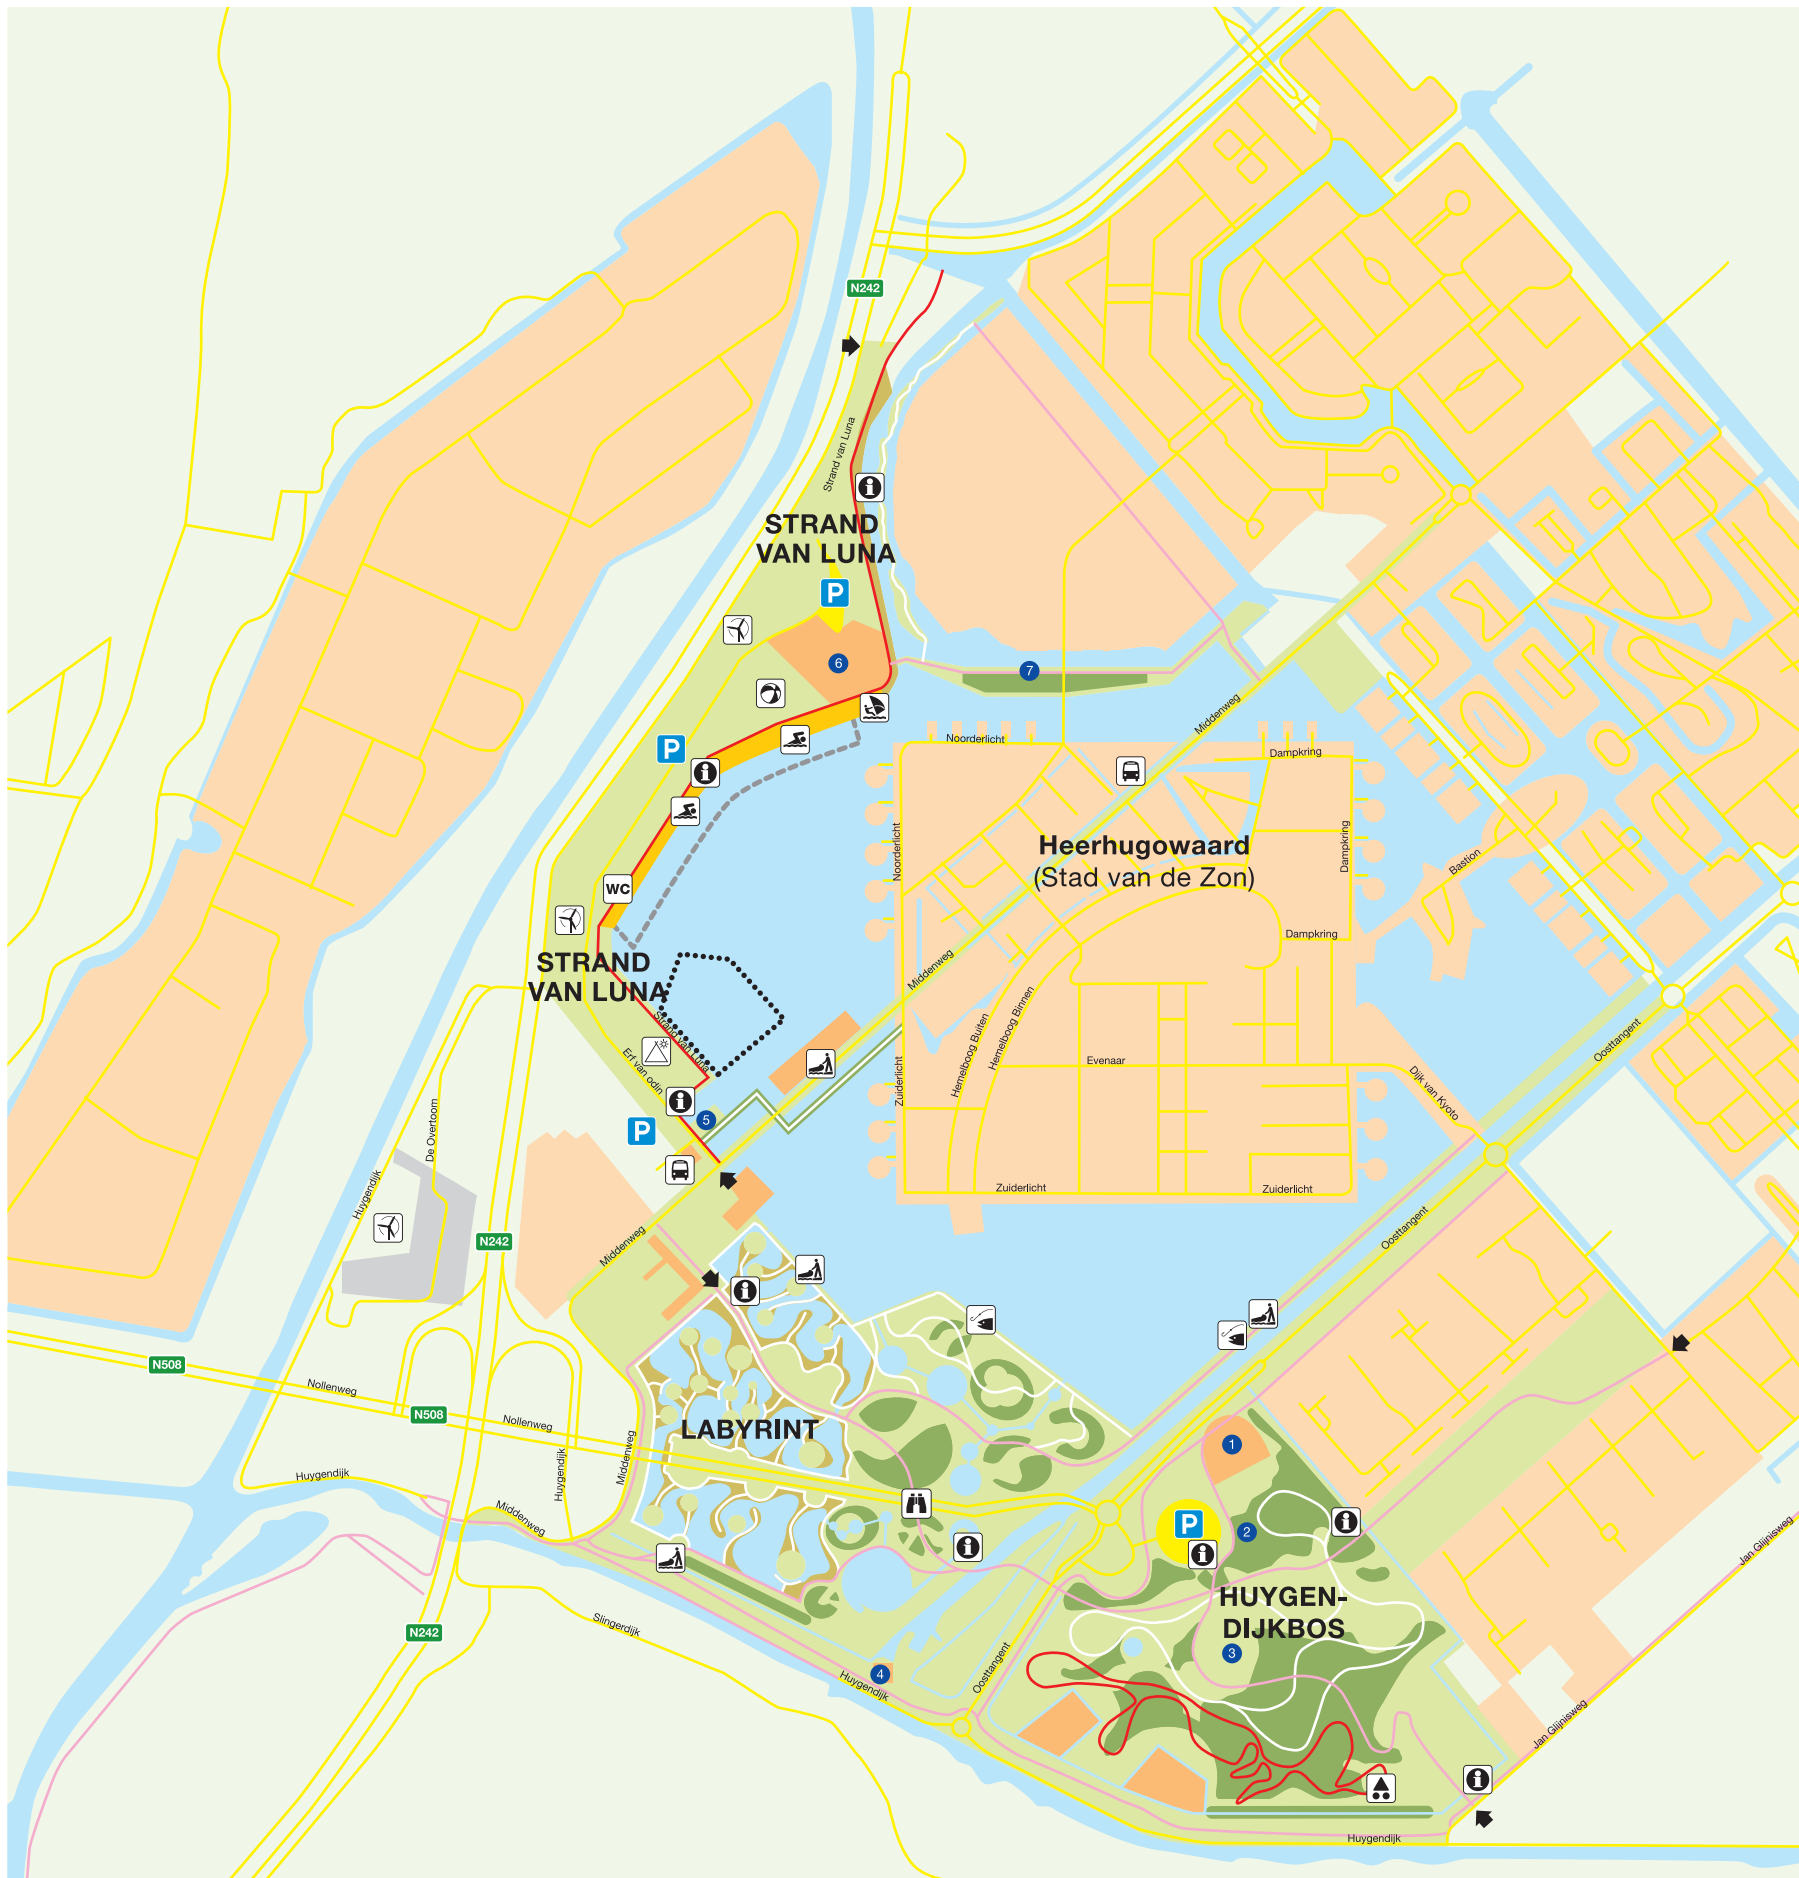 N242
Strand van Luna
STRAND
VAN LUNA
P
6
7
Middenweg
Noorderlicht
Dampkring
P
Noorderlicht
Heerhugowaard
(Stad van de Zon)
Dampkring
Bastion
WC
Dampkring
STRAND
VAN LUNA
Middenweg
Strand van Luna
Erf van odin
Hemelboog Buiten
Hemelboog Binnen
Evenaar
Zuiderlicht
Oosttangent
Dijk van Kyoto
5
P
De Overtoom
Huygendijk
Zuiderlicht
Zuiderlicht
Oosttangent
N242
Middenweg
N508
Nollenweg
N508
Nollenweg
LABYRINT
1
Huygendijk
Huygendijk
Middenweg
Middenweg
P
2
Jan Glijnisweg
HUYGEN-
DIJKBOS
3
N242
Slingerdijk
4
Huygendijk
Oosttangent
Jan Glijnisweg
Huygendijk